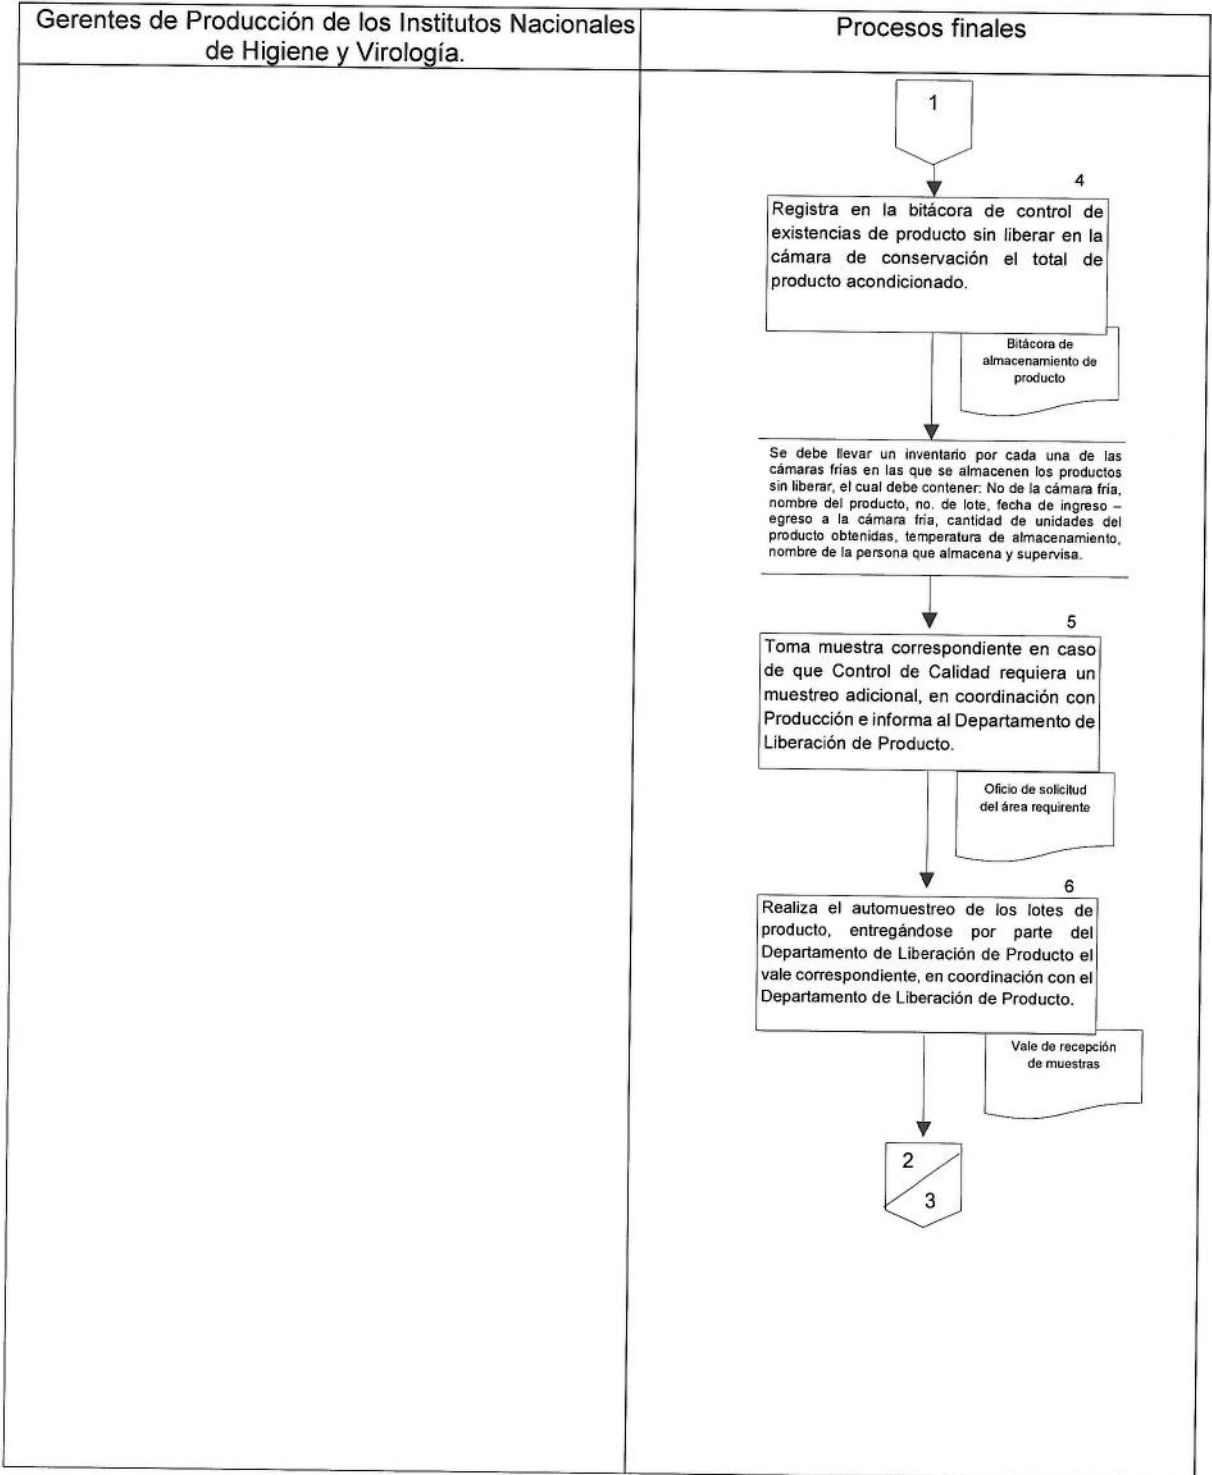 Gerentes de Producción de los Institutos Nacionales
de Higiene y Virología.
Procesos finales
1
4
Registra en la bitácora de control de
existencias de producto sin liberar en la
cámara de conservación el total de
producto acondicionado.
Bitácora de
almacenamiento de
producto
Se debe llevar un inventario por cada una de las
cámaras frías en las que se almacenen los productos
sin liberar, el cual debe contener: No de la cámara fría,
nombre del producto, no. de lote, fecha de ingreso –
egreso a la cámara fría, cantidad de unidades del
producto obtenidas, temperatura de almacenamiento,
nombre de la persona que almacena y supervisa.
5
Toma muestra correspondiente en caso
de que Control de Calidad requiera un
muestreo adicional, en coordinación con
Producción e informa al Departamento de
Liberación de Producto.
Oficio de solicitud
del área requirente
6
Realiza el automuestreo de los lotes de
producto, entregándose por parte del
Departamento de Liberación de Producto el
vale correspondiente, en coordinación con el
Departamento de Liberación de Producto.
Vale de recepción
de muestras
2
3